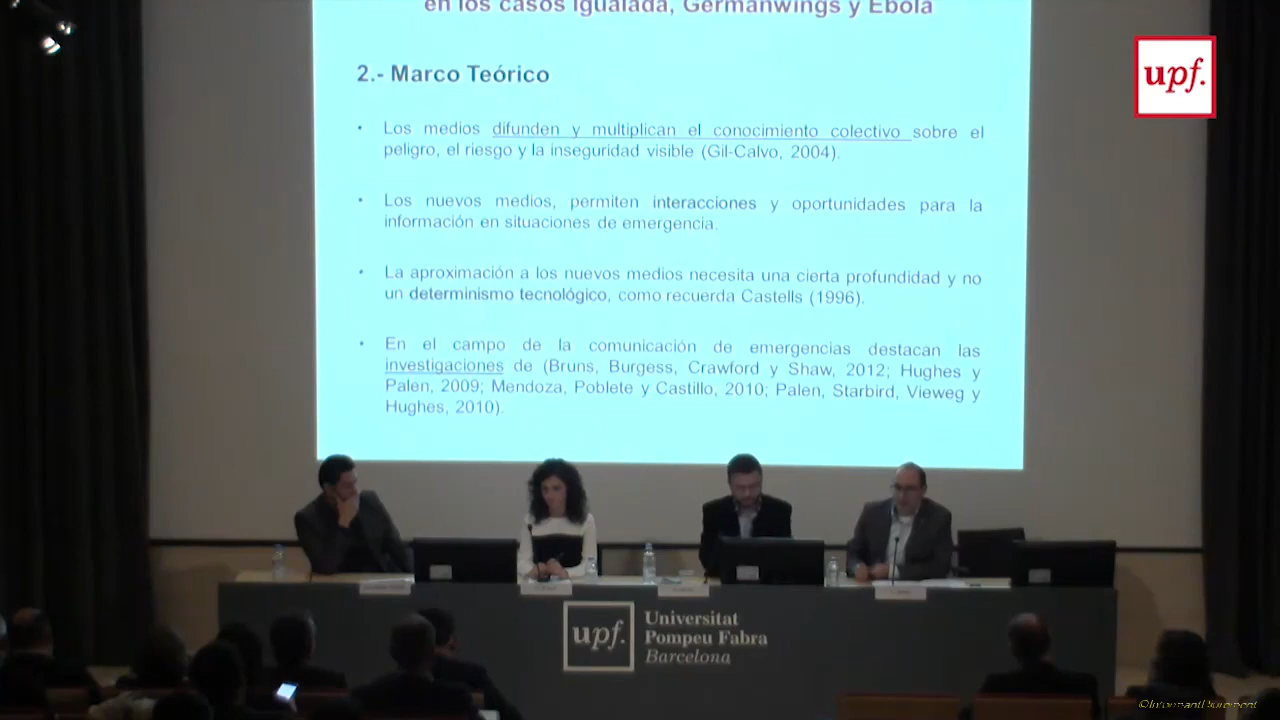 en los casos Igualada, Germanwings y Ébola
upf.
2.- Marco Teórico
• Los medios difunden y multiplican el conocimiento colectivo sobre el
peligro, el riesgo y la inseguridad visible (Gil-Calvo, 2004).
• Los nuevos medios, permiten interacciones y oportunidades para la
información en situaciones de emergencia.
• La aproximación a los nuevos medios necesita una cierta profundidad y no
un determinismo tecnológico, como recuerda Castells (1996).
• En el campo de la comunicación de emergencias destacan las
investigaciones de (Bruns, Burgess, Crawford y Shaw, 2012; Hughes y
Palen, 2009; Mendoza, Poblete y Castillo, 2010; Palen, Starbird, Vieweg y
Hughes, 2010).
upf.
Universitat
Pompeu Fabra
Barcelona